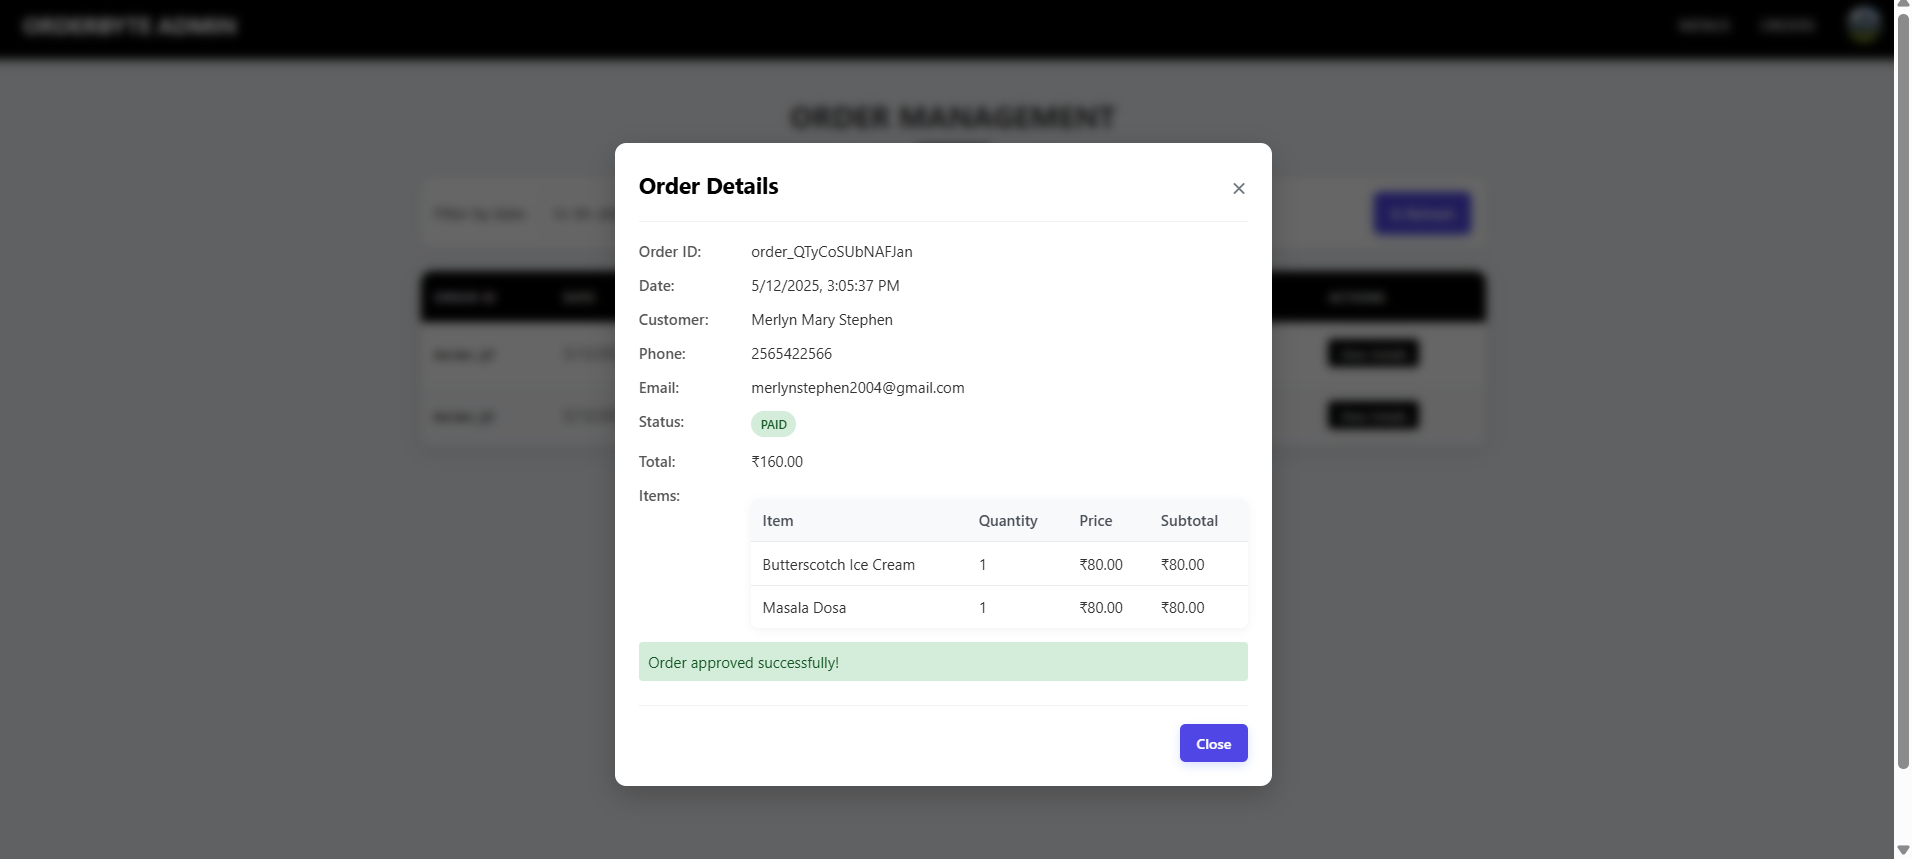 ORDERBYTE ADMIN
ORDER MANAGEMENT
Order Details
×
Order ID: order_QTyCoSUbNAFJan
Date: 5/12/2025, 3:05:37 PM
Customer: Merlyn Mary Stephen
Phone: 2565422566
Email: merlynstephen2004@gmail.com
Status: PAID
Total: ₹160.00
Items:
Item Quantity Price Subtotal
Butterscotch Ice Cream 1 ₹80.00 ₹80.00
Masala Dosa 1 ₹80.00 ₹80.00
Order approved successfully!
Close